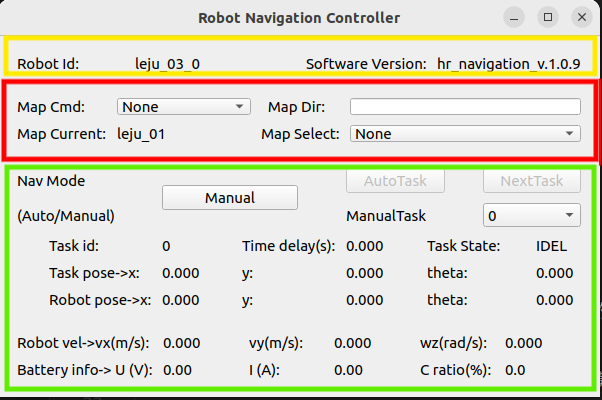 Robot Navigation Controller
Robot Id: leju_03_0 Software Version: hr_navigation_v.1.0.9
Map Cmd: None Map Dir:
Map Current: leju_01 Map Select: None
Nav Mode AutoTask NextTask
Manual
(Auto/Manual) ManualTask 0
Task id: 0 Time delay(s): 0.000 Task State: IDEL
Task pose->x: 0.000 y: 0.000 theta: 0.000
Robot pose->x: 0.000 y: 0.000 theta: 0.000
Robot vel->vx(m/s): 0.000 vy(m/s): 0.000 wz(rad/s): 0.000
Battery info-> U (V): 0.00 I (A): 0.00 C ratio(%): 0.0